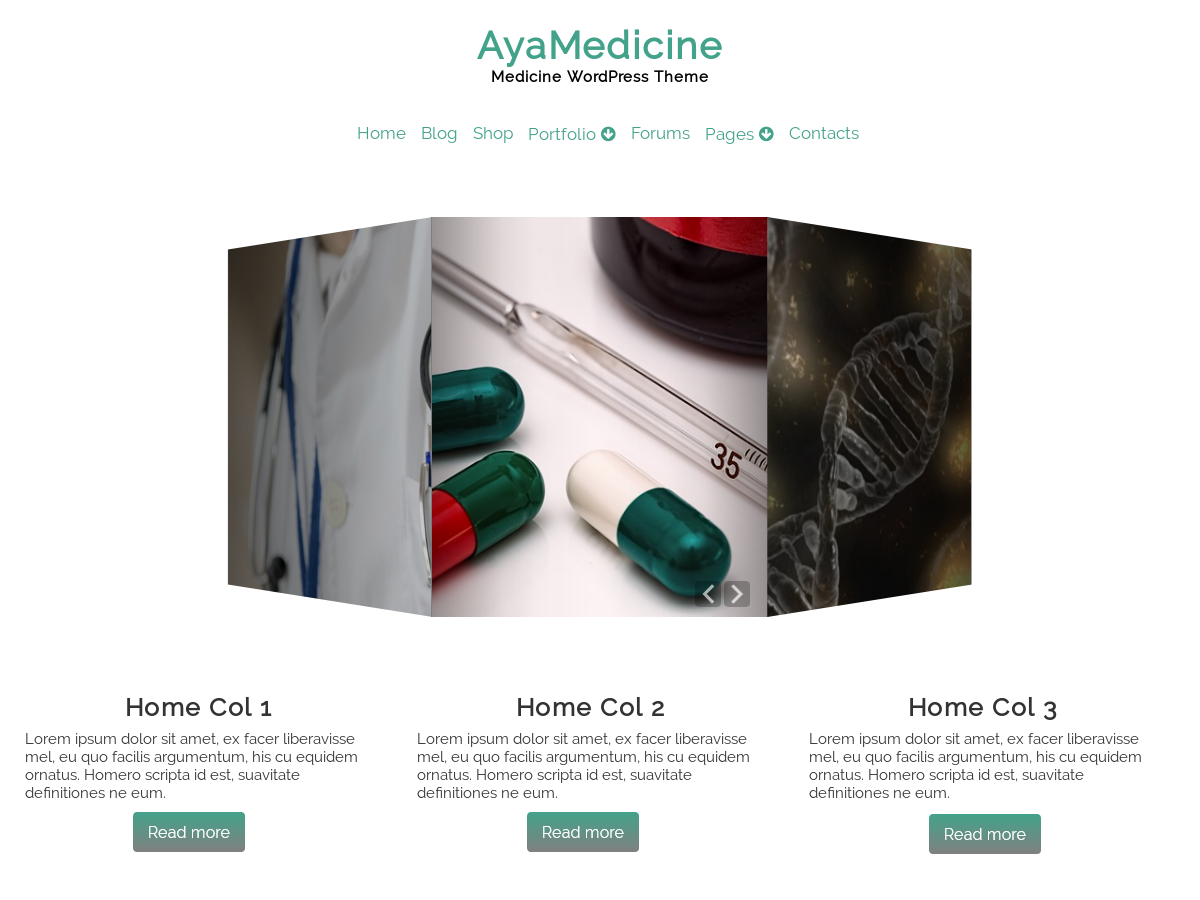 AyaMedicine
Medicine WordPress Theme
Home Blog Shop Portfolio Forums Pages Contacts
35
Home Col 1
Lorem ipsum dolor sit amet, ex facer liberavisse
mel, eu quo facilis argumentum, his cu equidem
ornatus. Homero scripta id est, suavitate
definitiones ne eum.
Read more
Home Col 2
Lorem ipsum dolor sit amet, ex facer liberavisse
mel, eu quo facilis argumentum, his cu equidem
ornatus. Homero scripta id est, suavitate
definitiones ne eum.
Read more
Home Col 3
Lorem ipsum dolor sit amet, ex facer liberavisse
mel, eu quo facilis argumentum, his cu equidem
ornatus. Homero scripta id est, suavitate
definitiones ne eum.
Read more